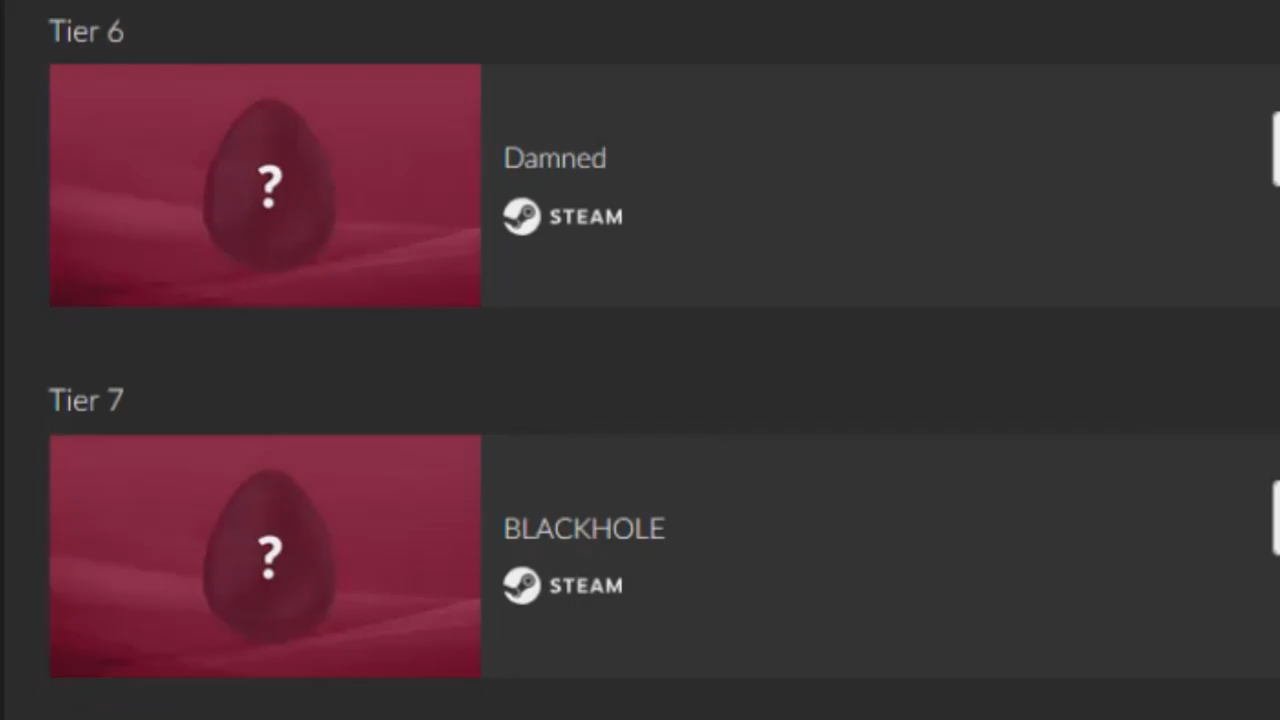 Tier 6
?
Damned
STEAM
Tier 7
?
BLACKHOLE
STEAM